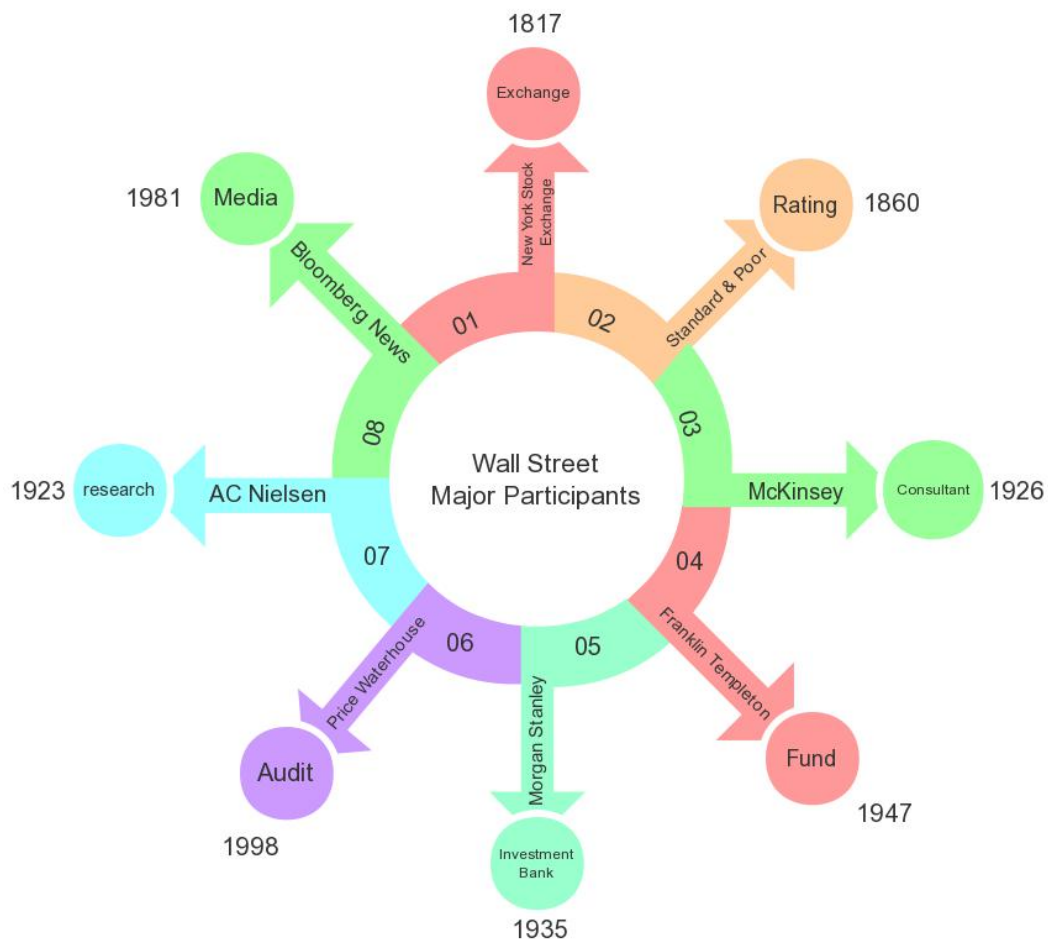 Wall Street
Major Participants
1817
Exchange
New York Stock
Exchange
01
1860
Rating
Standard & Poor
02
1926
Consultant
McKinsey
03
1947
Fund
Franklin Templeton
04
1935
Investment
Bank
Morgan Stanley
05
1998
Audit
Price Waterhouse
06
1923
research
AC Nielsen
07
1981
Media
Bloomberg News
08